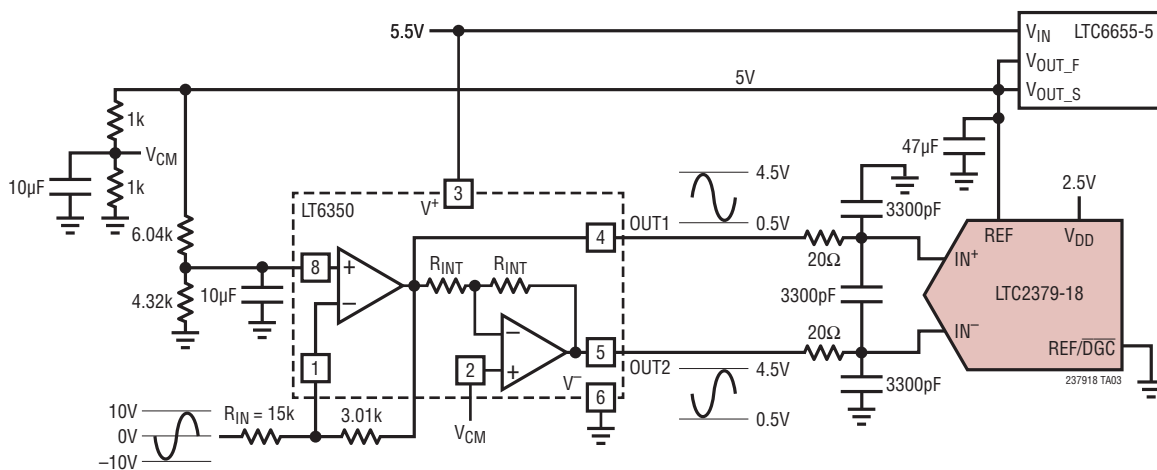 5.5V
V_IN
LTC6655-5
V_OUT_F
5V
V_OUT_S
1k
V_CM
10µF
1k
47µF
4.5V
0.5V
2.5V
LT6350
V⁺
3
4
OUT1
3300pF
6.04k
8
+
−
R_INT
R_INT
20Ω
REF
V_DD
IN⁺
10µF
4.32k
3300pF
LTC2379-18
1
−
+
2
5
OUT2
20Ω
IN⁻
REF/D̅G̅C̅
V⁻
6
4.5V
0.5V
3300pF
237918 TA03
10V
0V
−10V
R_IN = 15k
3.01k
V_CM